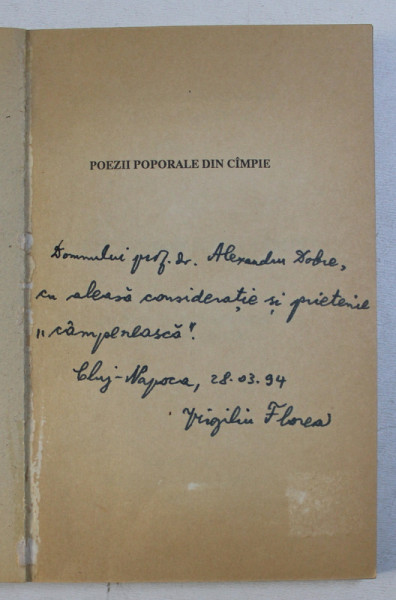 POEZII POPORALE DIN CÎMPIE
Domnului prof. dr. Alexandru Dobre,
cu aleasă considerație și prietenie
„câmpenească”.
Cluj-Napoca, 28.03.94
Virgiliu Florea